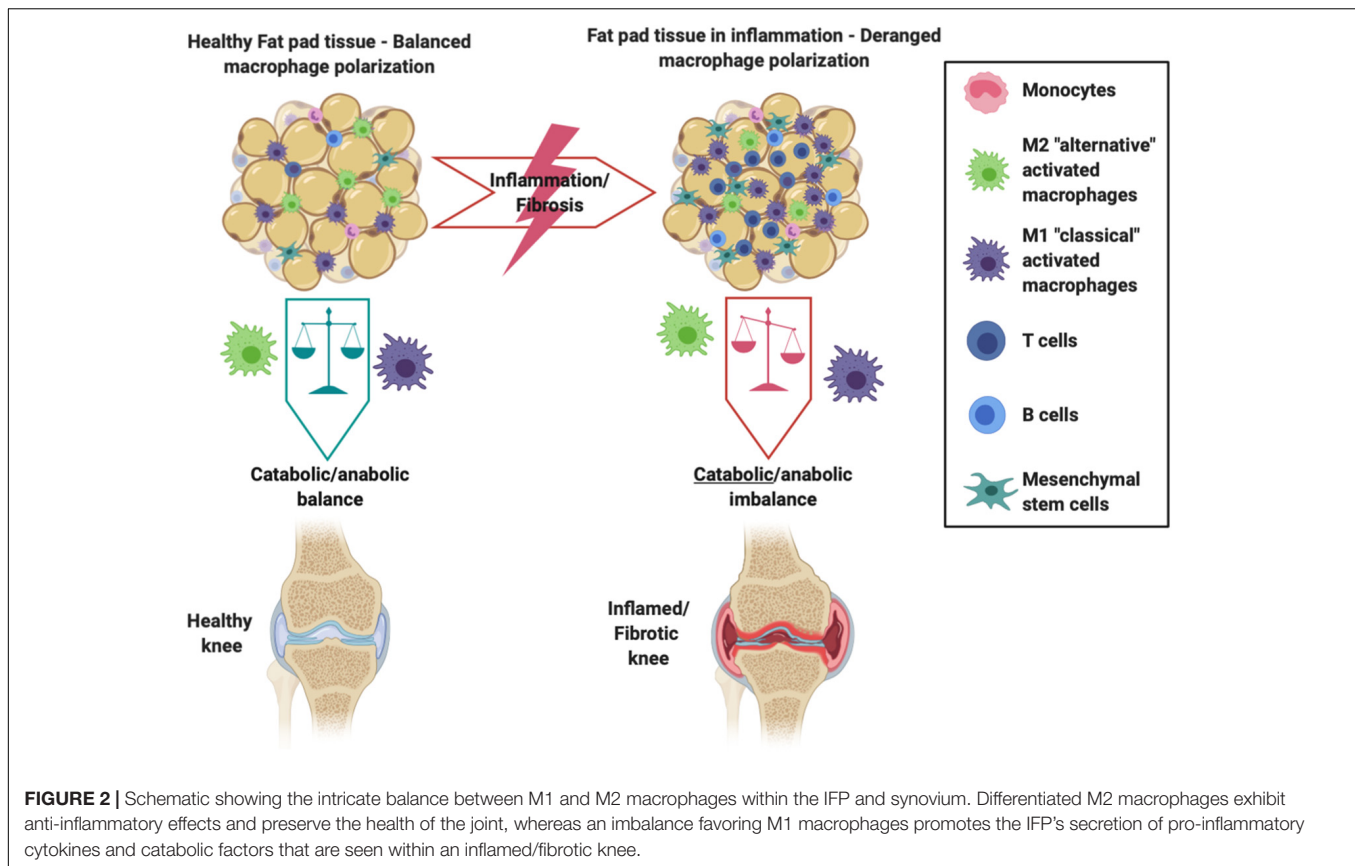 Healthy Fat pad tissue - Balanced
macrophage polarization
Fat pad tissue in inflammation - Deranged
macrophage polarization
Inflammation/
Fibrosis
Monocytes
M2 "alternative"
activated
macrophages
M1 "classical"
activated
macrophages
T cells
B cells
Mesenchymal
stem cells
Catabolic/anabolic
balance
Catabolic/anabolic
imbalance
Healthy
knee
Inflamed/
Fibrotic
knee
FIGURE 2 | Schematic showing the intricate balance between M1 and M2 macrophages within the IFP and synovium. Differentiated M2 macrophages exhibit
anti-inflammatory effects and preserve the health of the joint, whereas an imbalance favoring M1 macrophages promotes the IFP's secretion of pro-inflammatory
cytokines and catabolic factors that are seen within an inflamed/fibrotic knee.